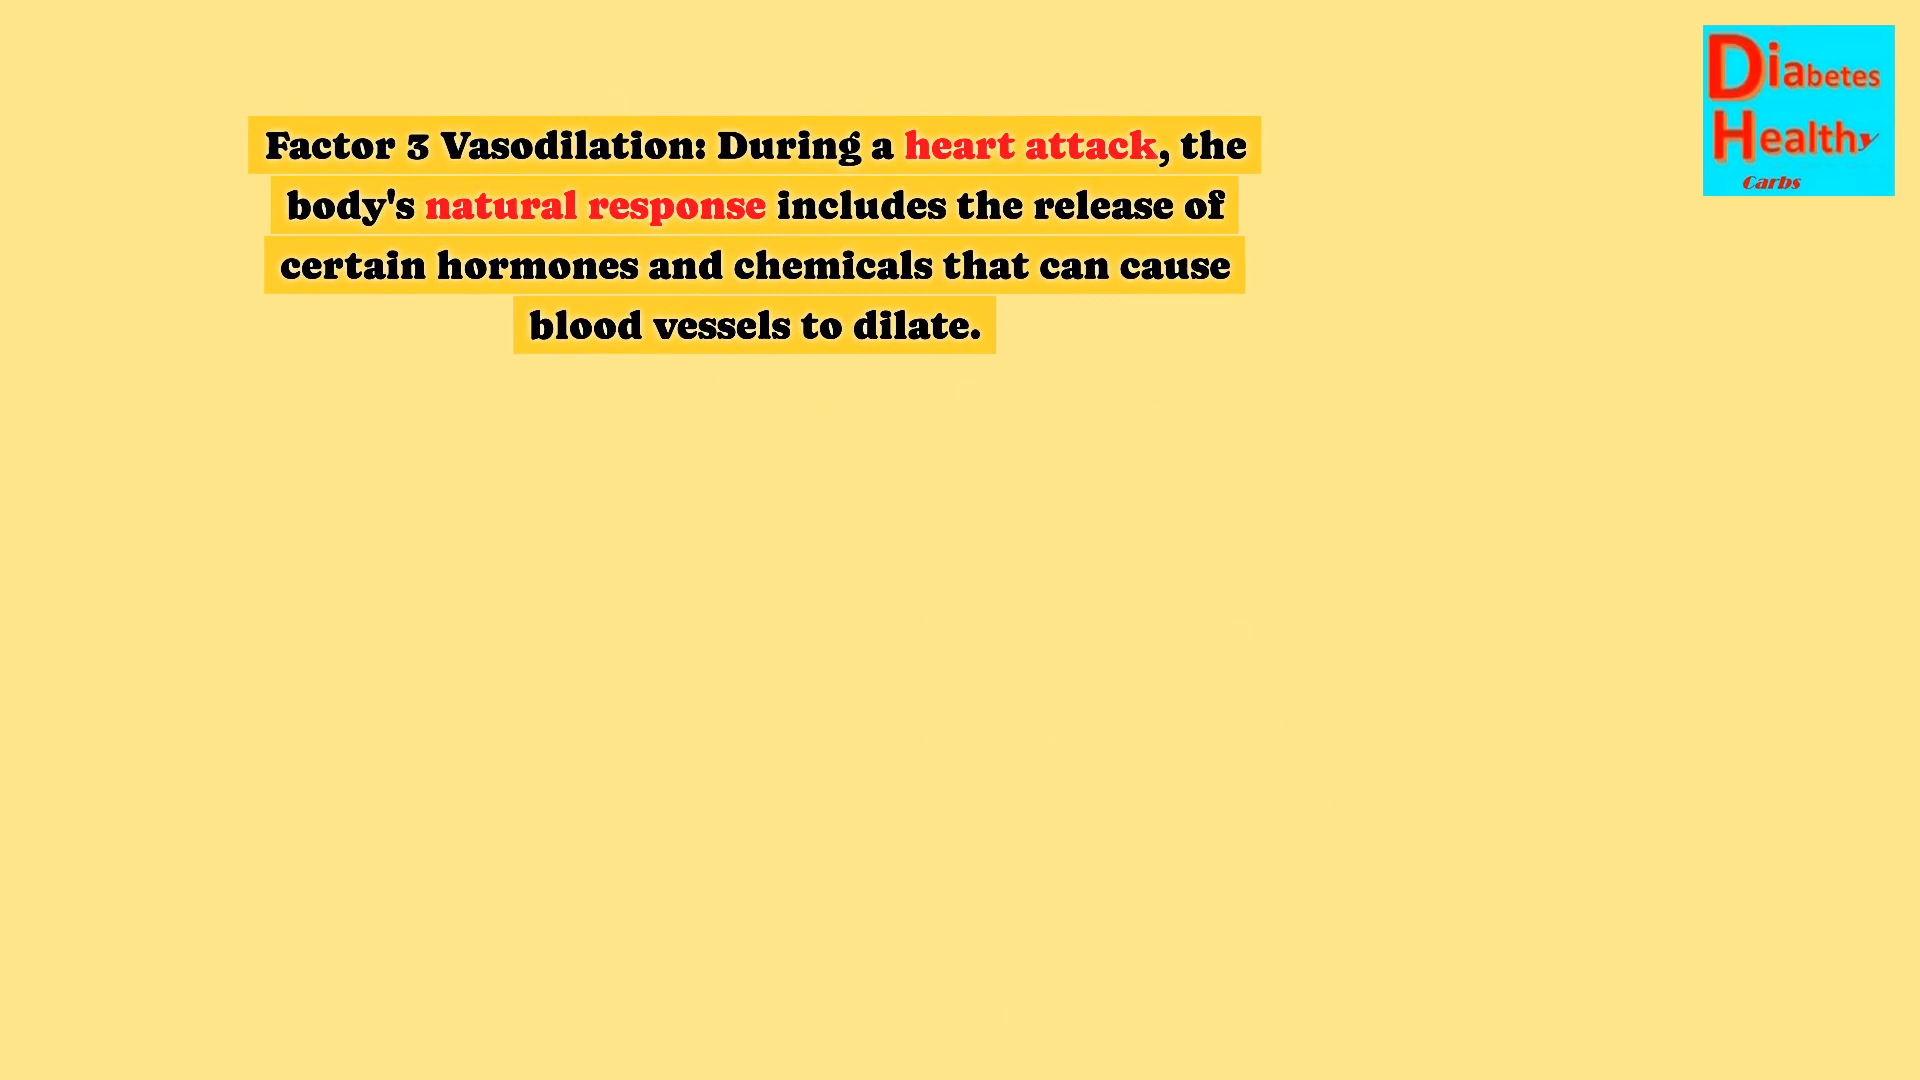 Diabetes
Healthy
Carbs
Factor 3 Vasodilation: During a heart attack, the
body's natural response includes the release of
certain hormones and chemicals that can cause
blood vessels to dilate.